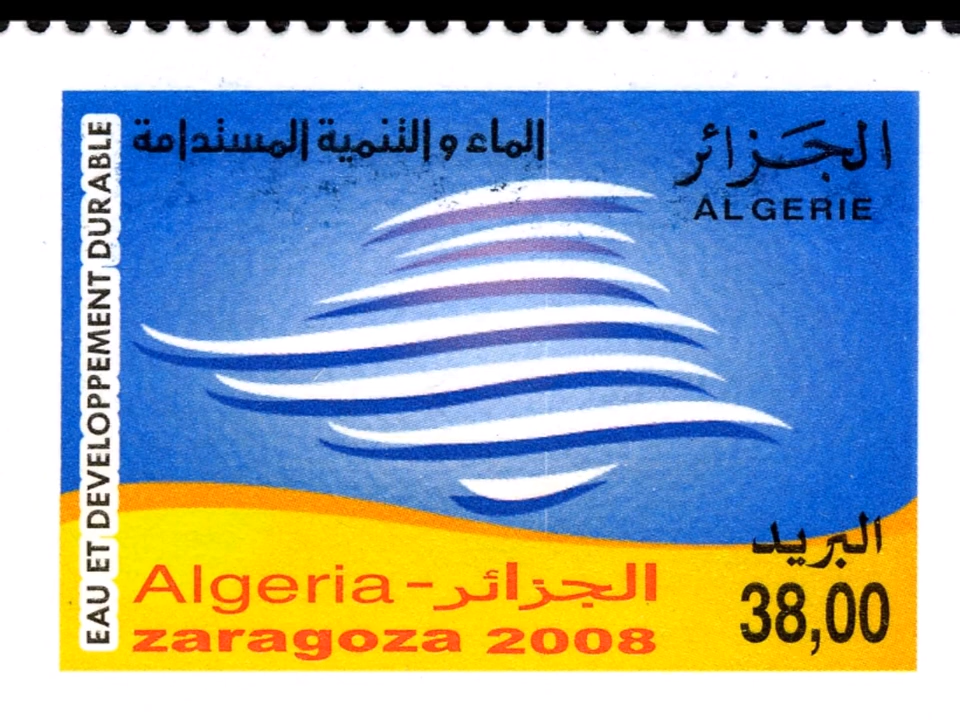 الماء و التنمية المستدامة
الجزائر
ALGERIE
EAU ET DEVELOPPEMENT DURABLE
البريد
38,00
Algeria - الجزائر
zaragoza 2008